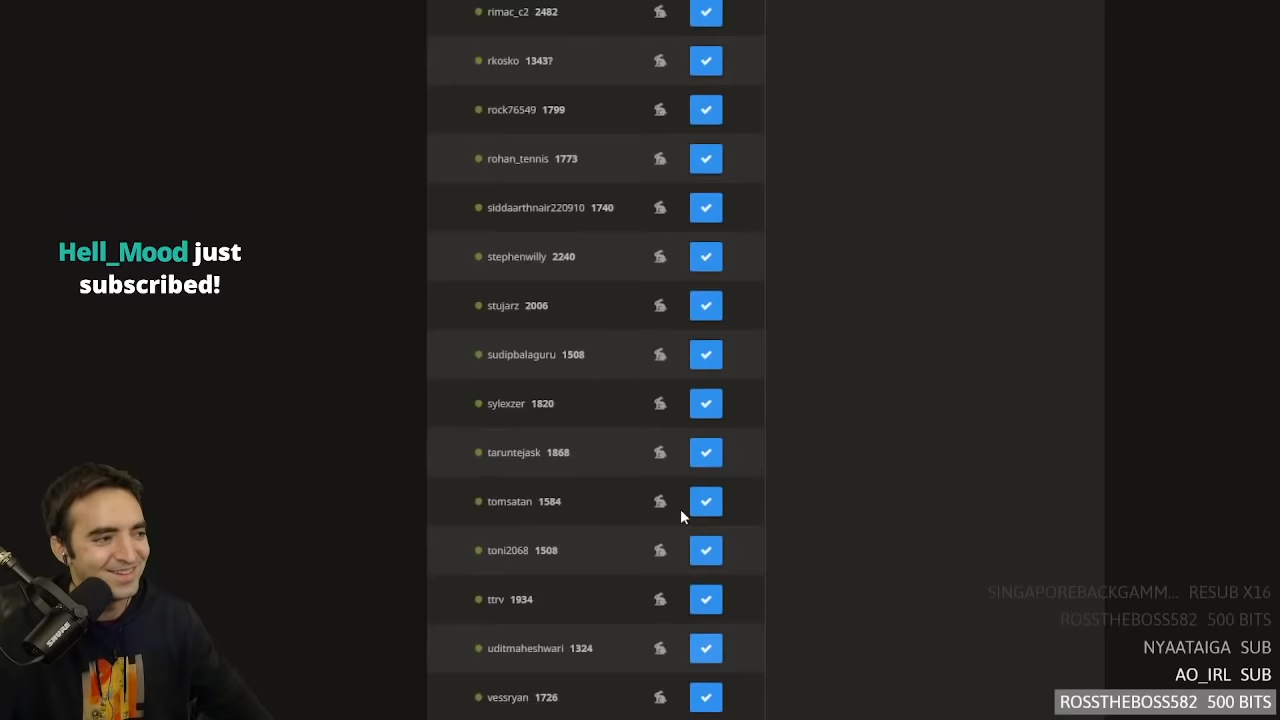 rimac_c2 2482
rkosko 1343?
rock76549 1799
rohan_tennis 1773
siddaarthnair220910 1740
Hell_Mood just
subscribed!
stephenwilly 2240
stujarz 2006
sudipbalaguru 1508
sylexzer 1820
taruntejask 1868
tomsatan 1584
toni2068 1508
ttrv 1934
uditmaheshwari 1324
vessryan 1726
SHURE
SINGAPOREBACKGAMM... RESUB X16
ROSSTHEBOSS582 500 BITS
NYAATAIGA SUB
AO_IRL SUB
ROSSTHEBOSS582 500 BITS